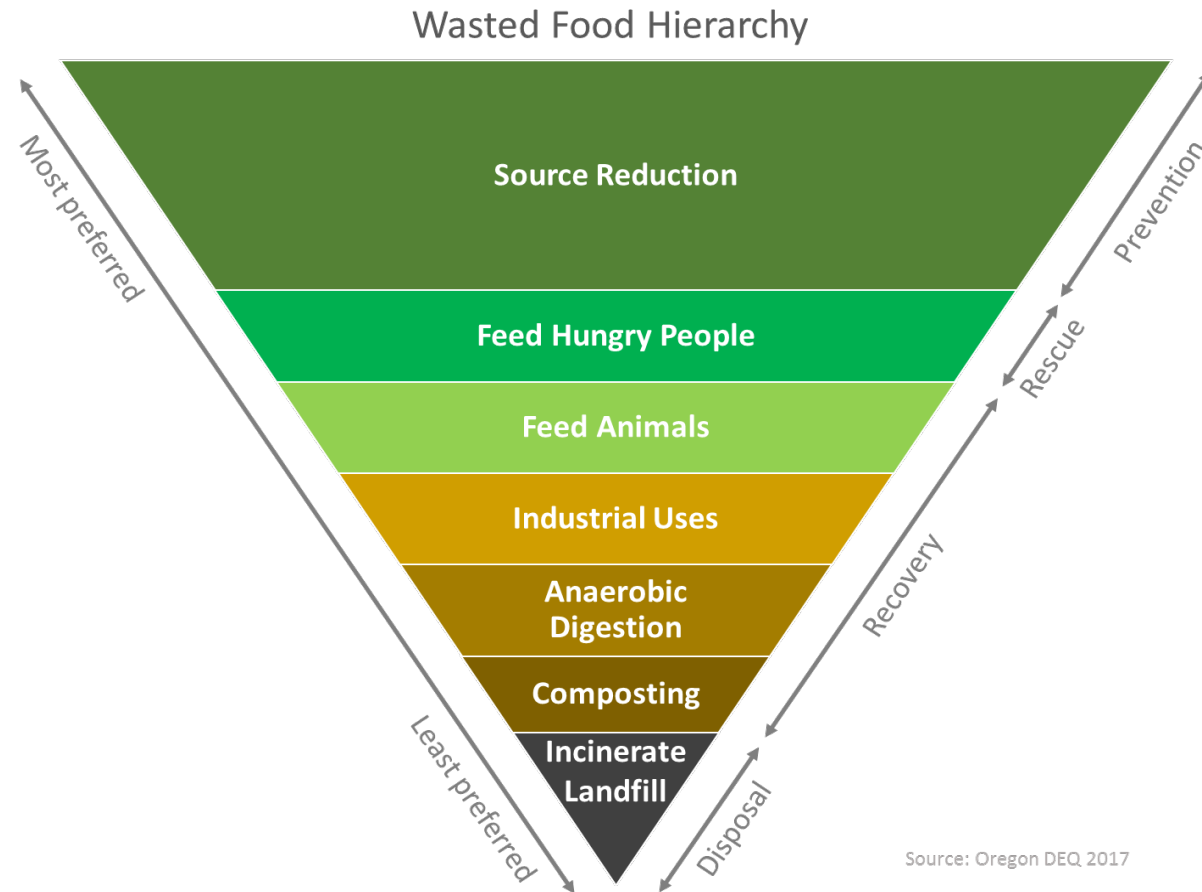 Wasted Food Hierarchy
Most preferred
Source Reduction
Prevention
Feed Hungry People
Rescue
Feed Animals
Industrial Uses
Recovery
Anaerobic
Digestion
Composting
Least preferred
Incinerate
Landfill
Disposal
Source: Oregon DEQ 2017